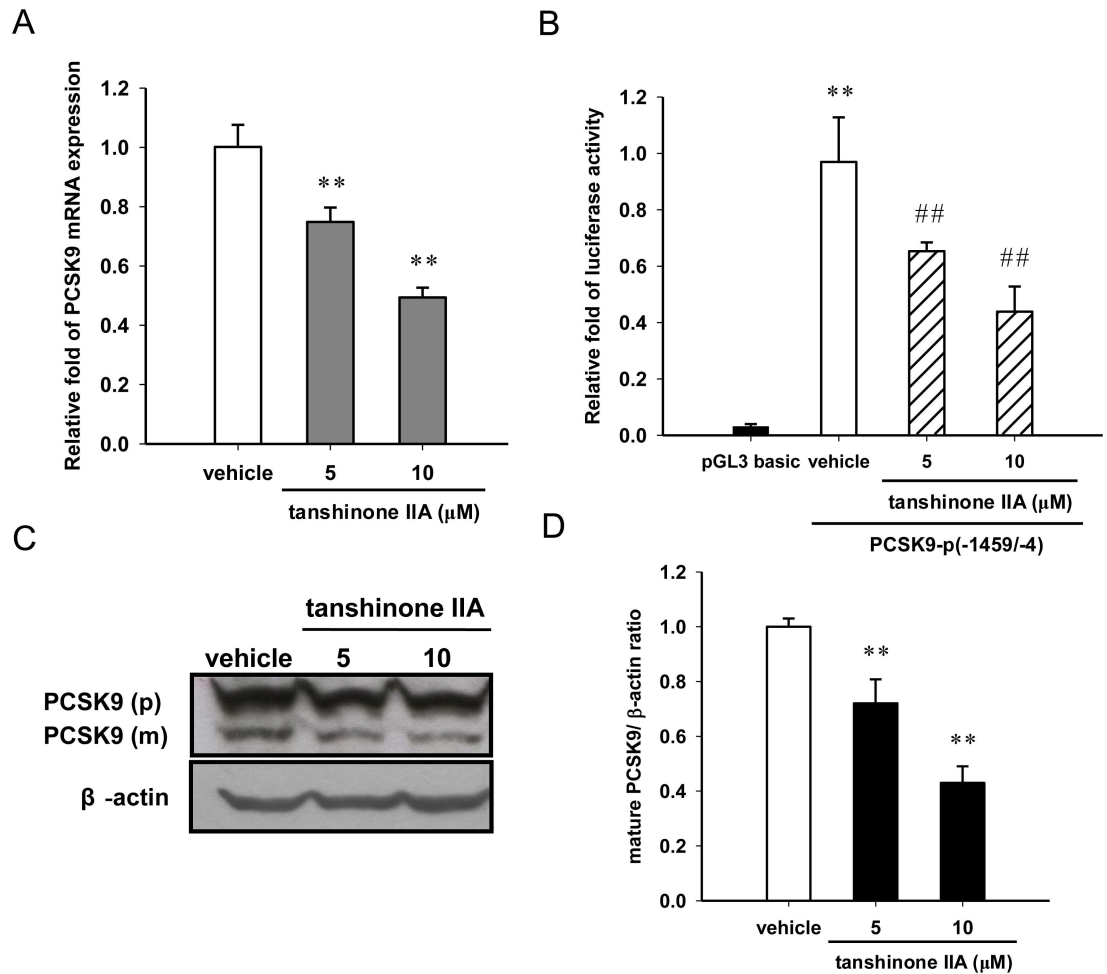 A
Relative fold of PCSK9 mRNA expression
1.2
1.0
0.8
0.6
0.4
0.2
0.0
**
**
vehicle 5 10
tanshinone IIA (μM)
B
Relative fold of luciferase activity
1.2
1.0
0.8
0.6
0.4
0.2
0.0
**
##
##
pGL3 basic vehicle 5 10
tanshinone IIA (μM)
PCSK9-p(-1459/-4)
C
tanshinone IIA
vehicle 5 10
PCSK9 (p)
PCSK9 (m)
β -actin
D
mature PCSK9/ β-actin ratio
1.2
1.0
0.8
0.6
0.4
0.2
0.0
**
**
vehicle 5 10
tanshinone IIA (μM)